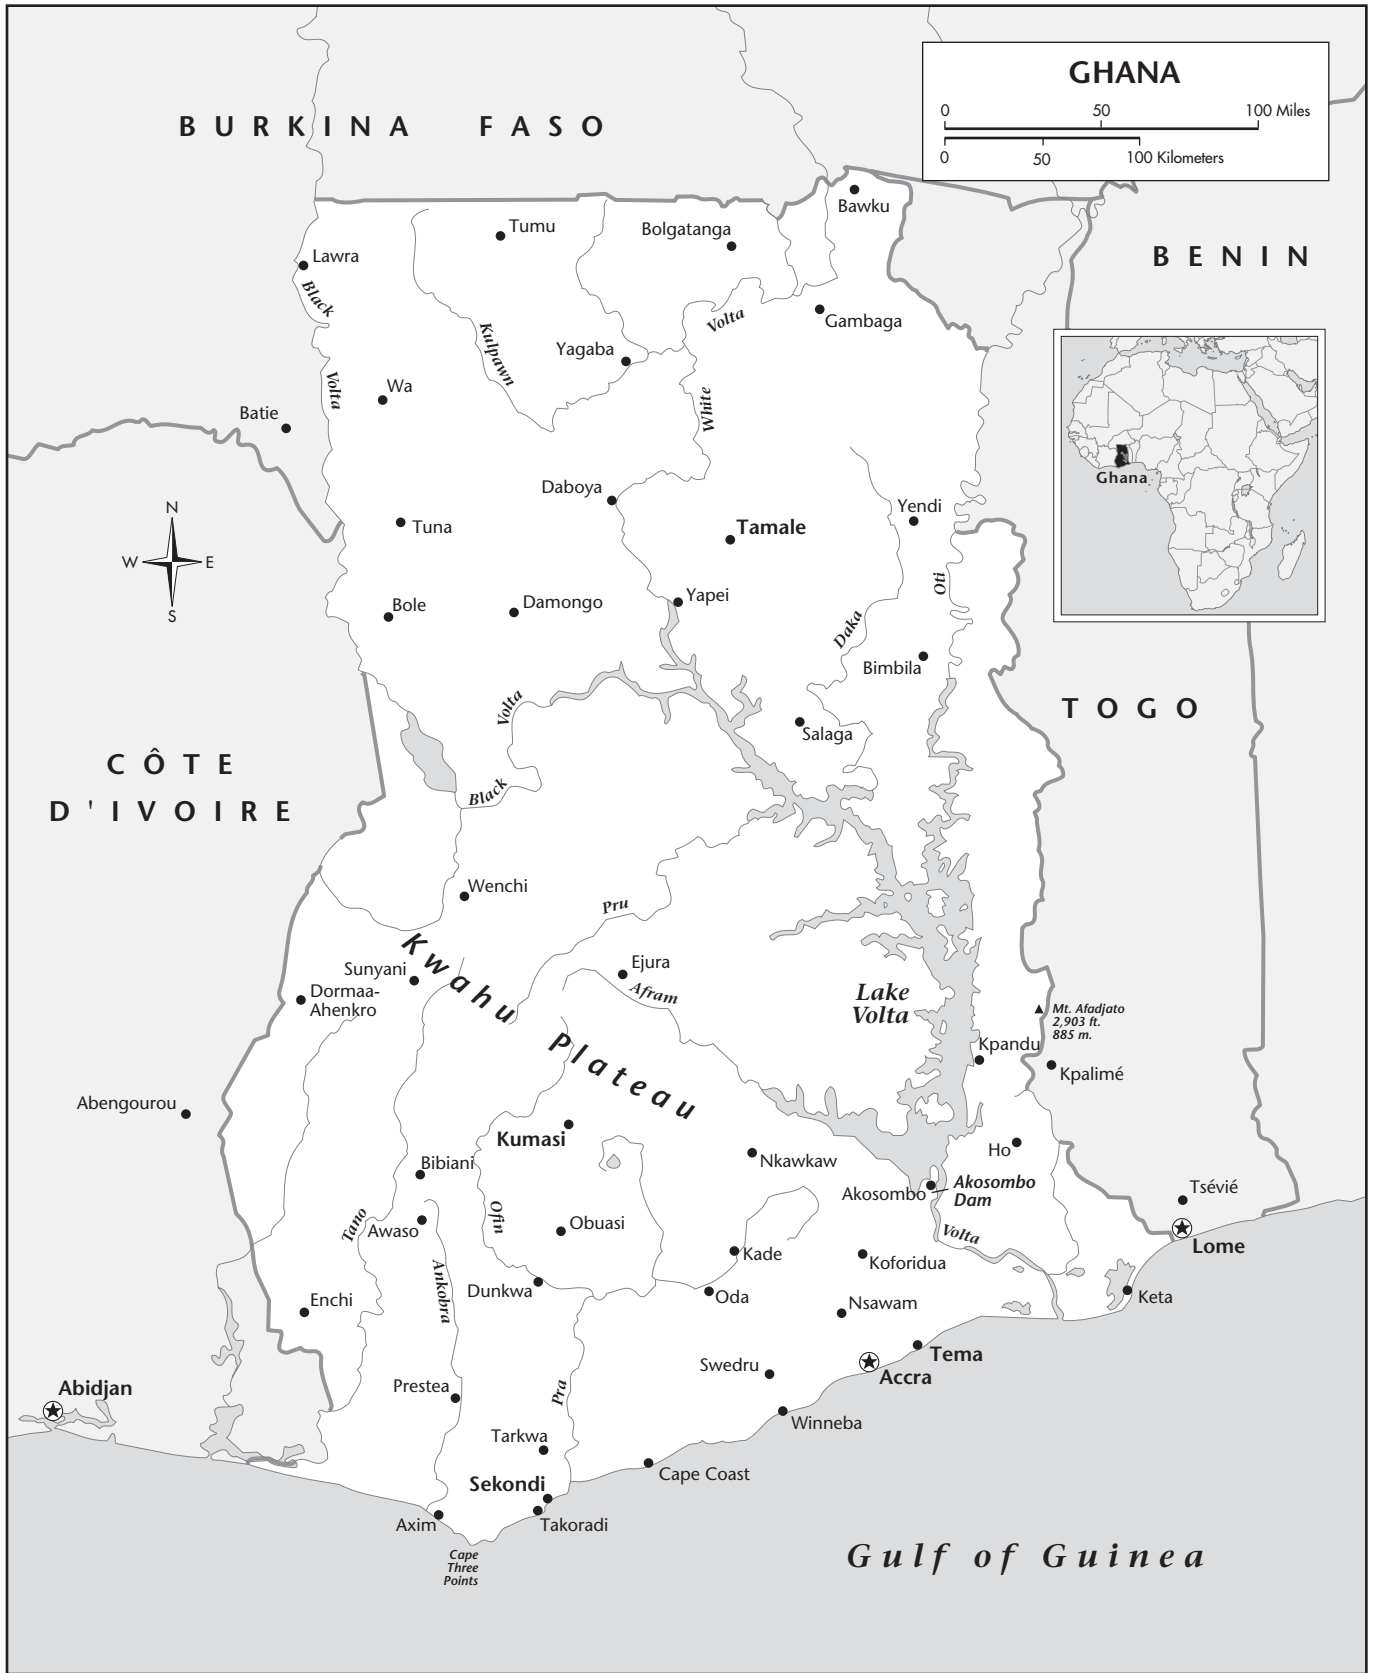 GHANA
0 50 100 Miles
0 50 100 Kilometers
BURKINA FASO
BENIN
Bawku
Tumu
Bolgatanga
Lawra
Black
Volta
Gambaga
Kulpawn
Yagaba
Volta
Wa
White
Batie
Ghana
Daboya
Yendi
N
Tuna
Tamale
W E
S
Oti
Bole
Damongo
Yapei
Daka
Bimbila
Volta
TOGO
Salaga
CÔTE
D'IVOIRE
Black
Wenchi
Pru
Kwahu Plateau
Sunyani
Ejura
Afram
Dormaa-
Ahenkro
Lake
Volta
Mt. Afadjato
2,903 ft.
885 m.
Kpandu
Kpalimé
Abengourou
Kumasi
Ho
Nkawkaw
Bibiani
Akosombo
Akosombo
Dam
Tsévié
Tano
Awaso
Ofin
Obuasi
Volta
Lome
Kade
Koforidua
Ankobra
Dunkwa
Oda
Keta
Enchi
Nsawam
Tema
Swedru
Accra
Abidjan
Prestea
Pra
Winneba
Tarkwa
Cape Coast
Sekondi
Axim
Takoradi
Cape
Three
Points
Gulf of Guinea